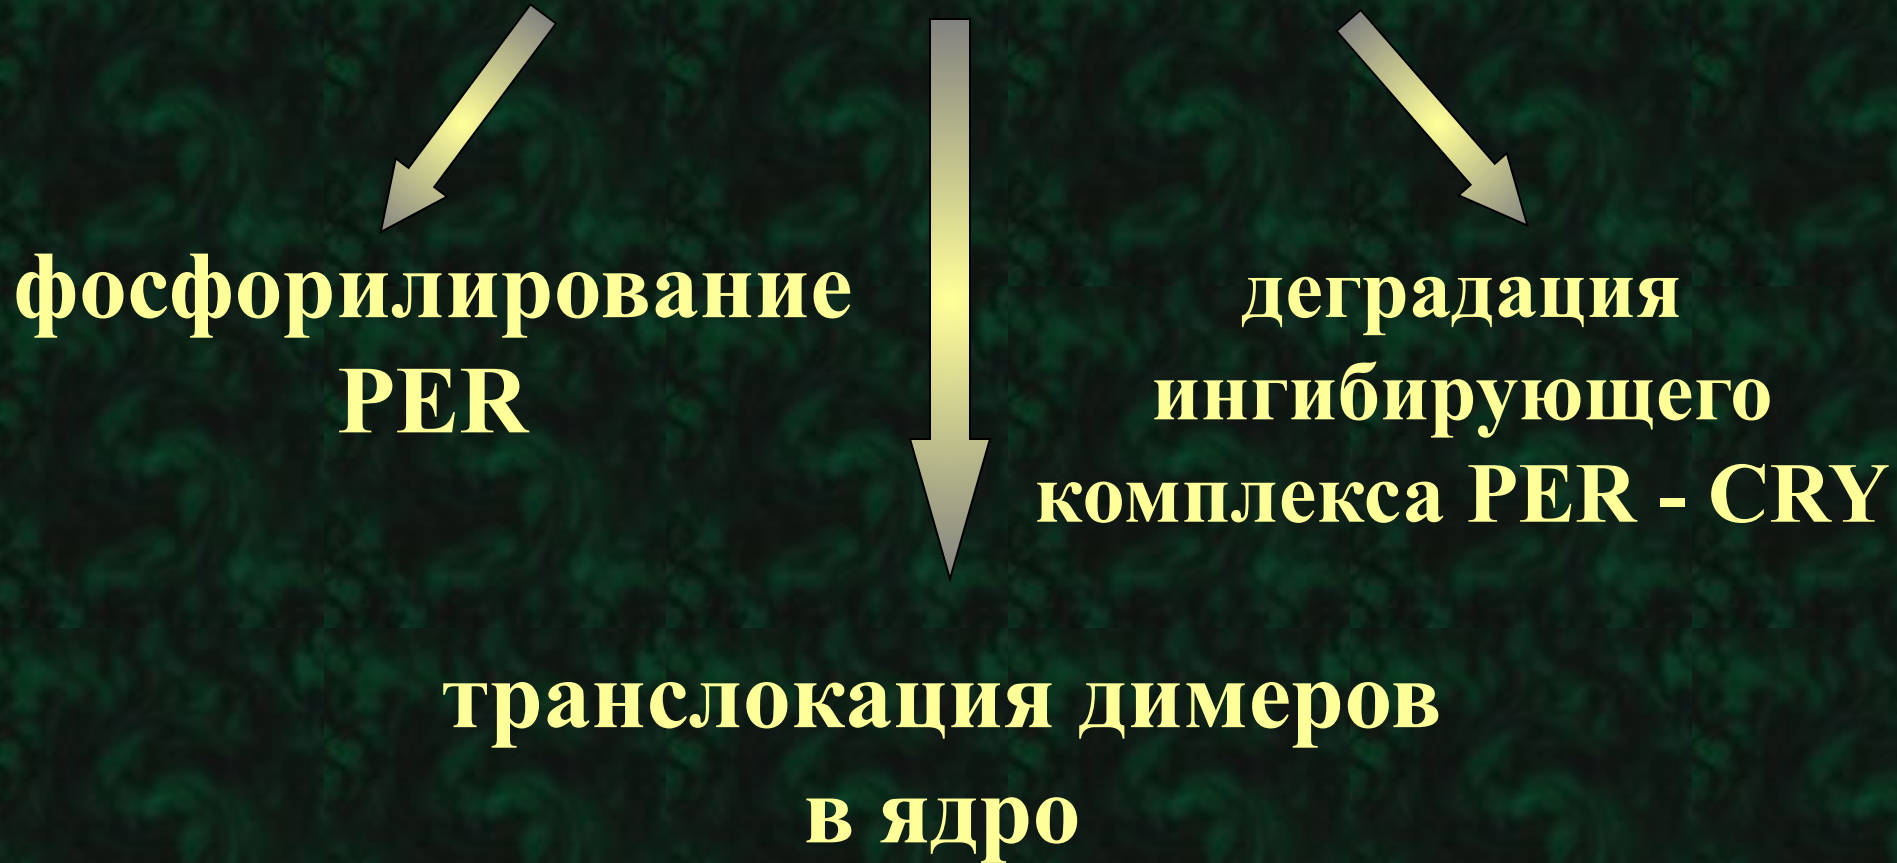 фосфорилирование
PER
деградация
ингибирующего
комплекса PER - CRY
транслокация димеров
в ядро